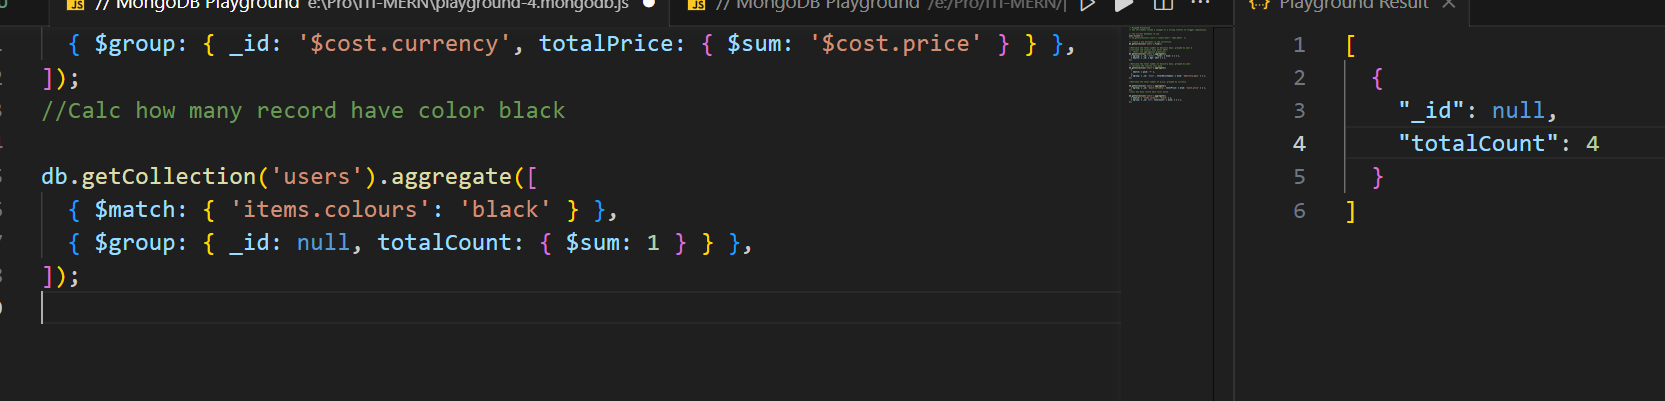 JS // MongoDB Playground e:\Pro\ITI-MERN\playground-4.mongodb.js
JS // MongoDB Playground /e:/Pro/ITI-MERN/
{ $group: { _id: '$cost.currency', totalPrice: { $sum: '$cost.price' } } },
]);
//Calc how many record have color black
db.getCollection('users').aggregate([
{ $match: { 'items.colours': 'black' } },
{ $group: { _id: null, totalCount: { $sum: 1 } } },
]);
{..} Playground Result
1 [
2 {
3 "_id": null,
4 "totalCount": 4
5 }
6 ]